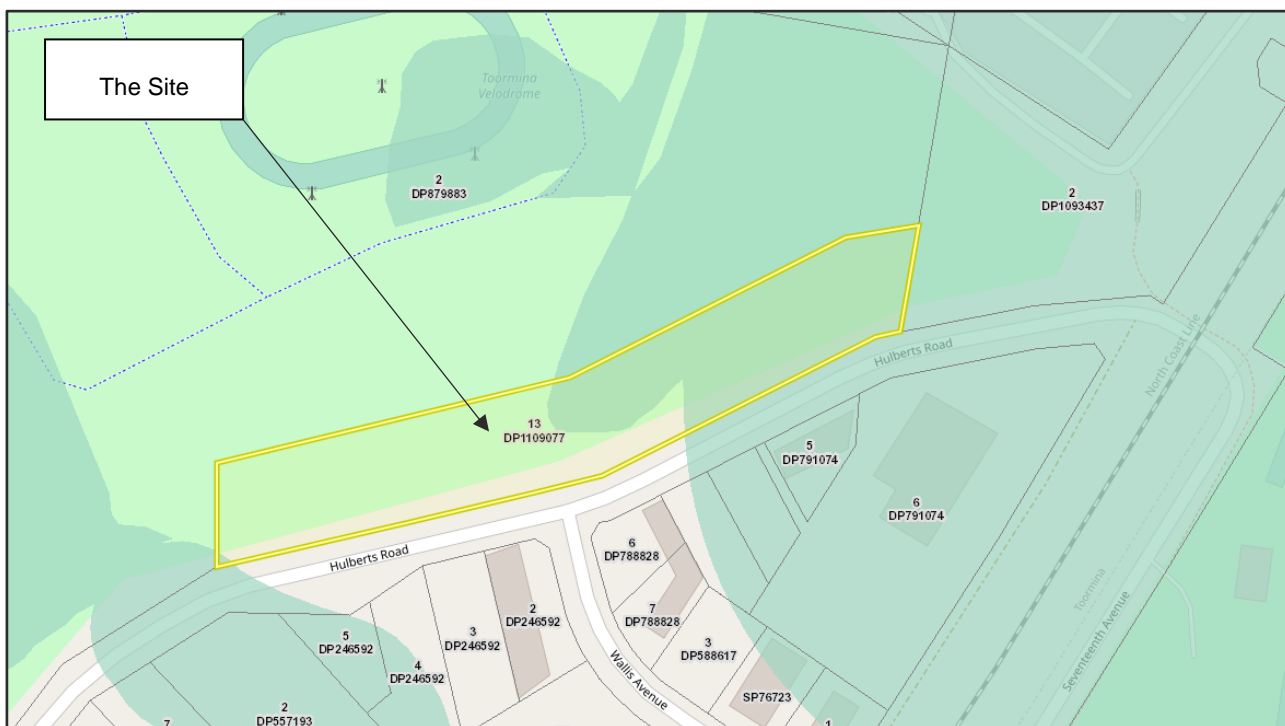 The Site
Toormina
Velodrome
2
DP879883
2
DP1093437
13
DP1109077
Hulberts Road
North Coast Line
5
DP791074
6
DP791074
Hulberts Road
6
DP788828
7
DP788828
3
DP588617
2
DP246592
3
DP246592
5
DP246592
4
DP246592
Wallis Avenue
Toormina
Seventeenth Avenue
SP76723
2
DP557193
7
1